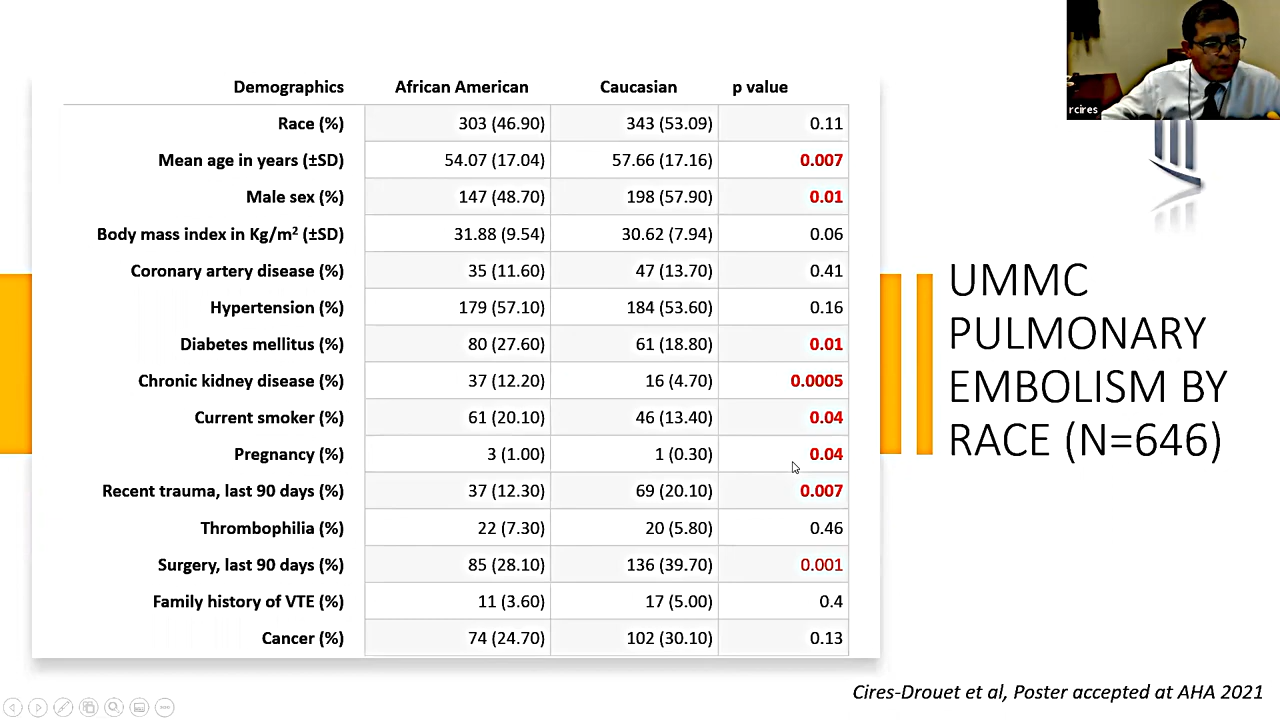 rcires
Demographics African American Caucasian p value
Race (%) 303 (46.90) 343 (53.09) 0.11
Mean age in years (±SD) 54.07 (17.04) 57.66 (17.16) 0.007
Male sex (%) 147 (48.70) 198 (57.90) 0.01
Body mass index in Kg/m² (±SD) 31.88 (9.54) 30.62 (7.94) 0.06
Coronary artery disease (%) 35 (11.60) 47 (13.70) 0.41
Hypertension (%) 179 (57.10) 184 (53.60) 0.16
Diabetes mellitus (%) 80 (27.60) 61 (18.80) 0.01
Chronic kidney disease (%) 37 (12.20) 16 (4.70) 0.0005
Current smoker (%) 61 (20.10) 46 (13.40) 0.04
Pregnancy (%) 3 (1.00) 1 (0.30) 0.04
Recent trauma, last 90 days (%) 37 (12.30) 69 (20.10) 0.007
Thrombophilia (%) 22 (7.30) 20 (5.80) 0.46
Surgery, last 90 days (%) 85 (28.10) 136 (39.70) 0.001
Family history of VTE (%) 11 (3.60) 17 (5.00) 0.4
Cancer (%) 74 (24.70) 102 (30.10) 0.13
UMMC
PULMONARY
EMBOLISM BY
RACE (N=646)
Cires-Drouet et al, Poster accepted at AHA 2021